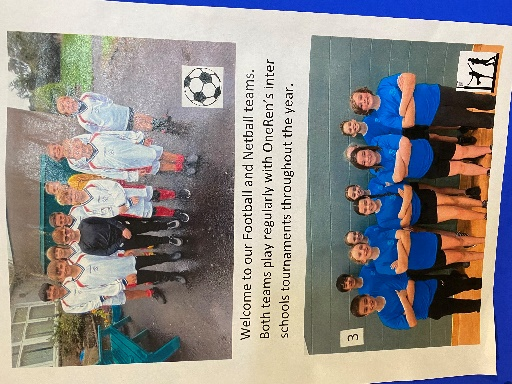 Welcome to our Football and Netball teams.
Both teams play regularly with OneRen's inter
schools tournaments throughout the year.
3